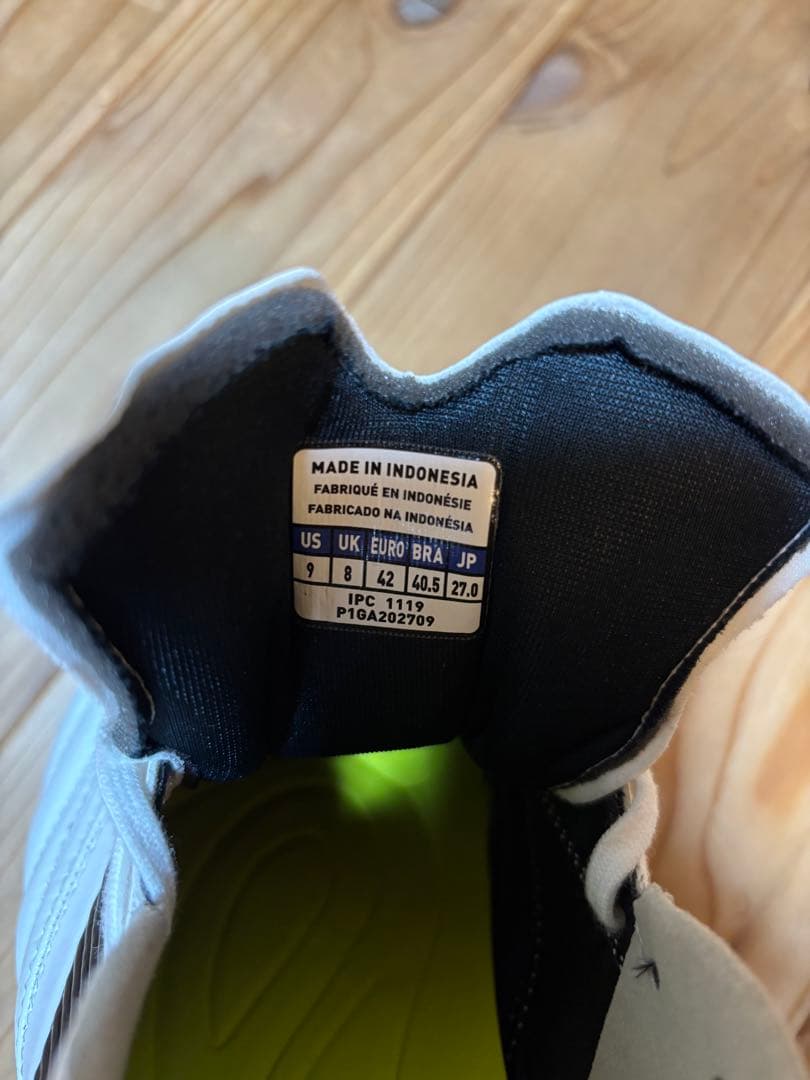 MADE IN INDONESIA
FABRIQUÉ EN INDONÉSIE
FABRICADO NA INDONÉSIA
US UK EURO BRA JP
9 8 42 40.5 27.0
IPC 1119
P1GA202709